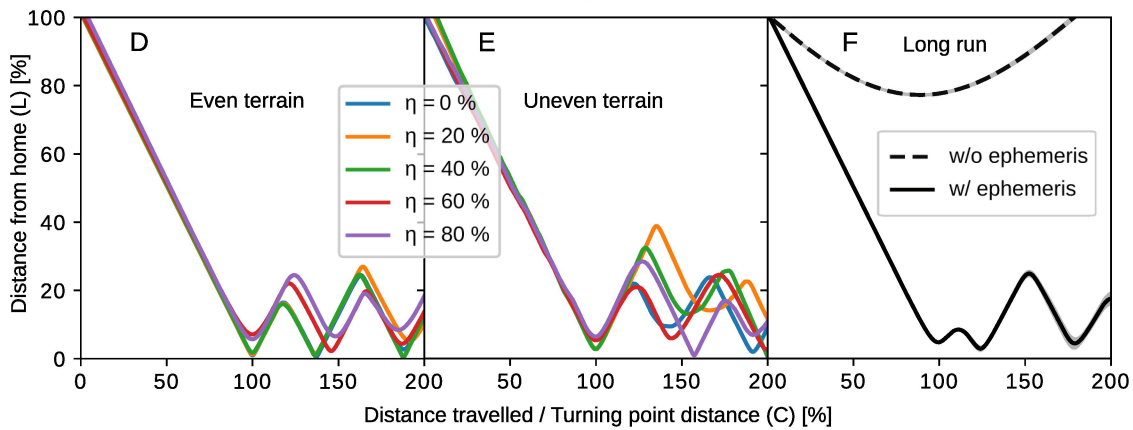 100
80
60
40
20
0
Distance from home (L) [%]
D
Even terrain
E
Uneven terrain
F
Long run
η = 0 %
η = 20 %
η = 40 %
η = 60 %
η = 80 %
w/o ephemeris
w/ ephemeris
0 50 100 150 200 50 100 150 200 50 100 150 200
Distance travelled / Turning point distance (C) [%]